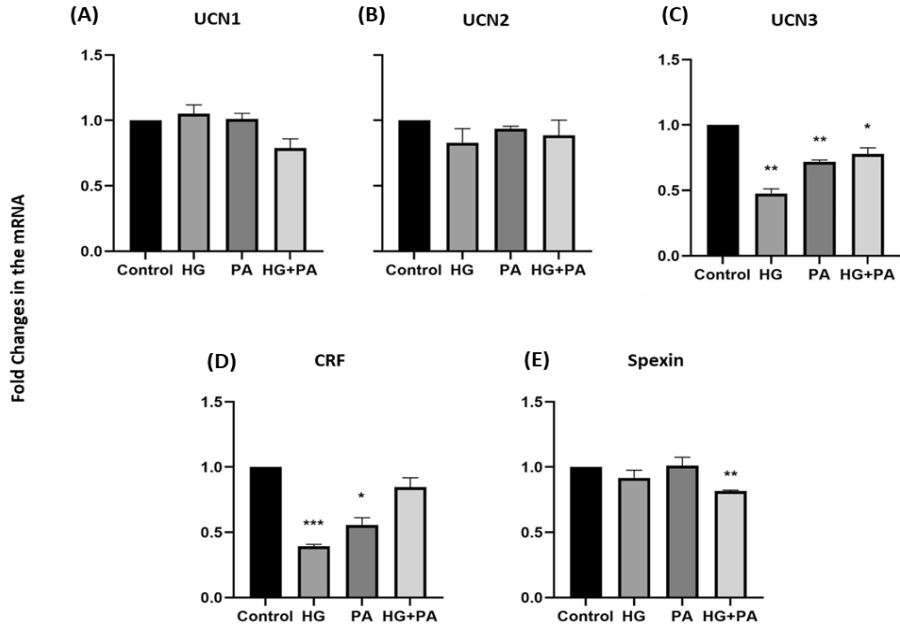 (A) UCN1
(B) UCN2
(C) UCN3
Fold Changes in the mRNA
1.5
1.0
0.5
0.0
Control HG PA HG+PA
Control HG PA HG+PA
1.5
1.0
0.5
0.0
** ** *
Control HG PA HG+PA
(D) CRF
1.5
1.0
0.5
0.0
*** *
Control HG PA HG+PA
(E) Spexin
1.5
1.0
0.5
0.0
**
Control HG PA HG+PA